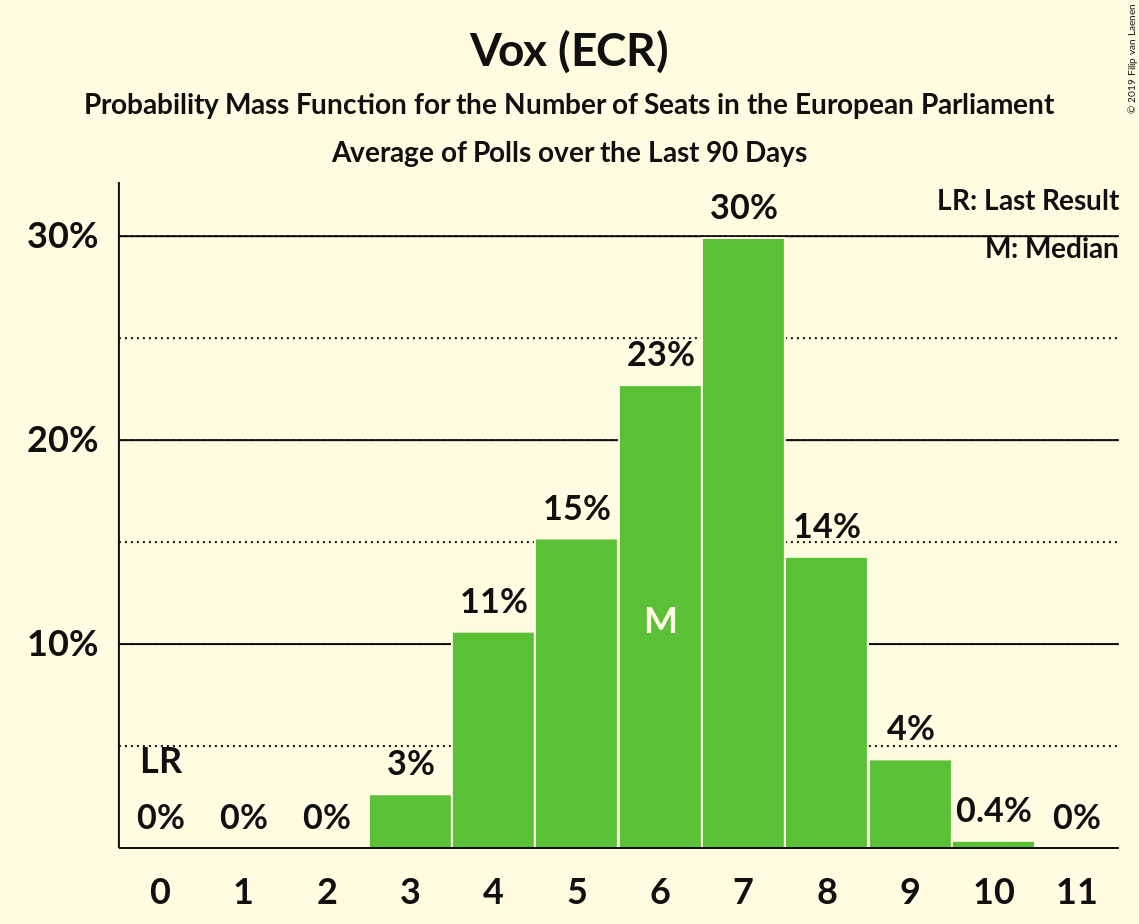 Vox (ECR)
Probability Mass Function for the Number of Seats in the European Parliament
Average of Polls over the Last 90 Days
© 2019 Filip van Laenen
LR: Last Result
M: Median
30%
20%
10%
LR
0%
0%
0%
3%
11%
15%
23%
M
30%
14%
4%
0.4%
0%
0 1 2 3 4 5 6 7 8 9 10 11